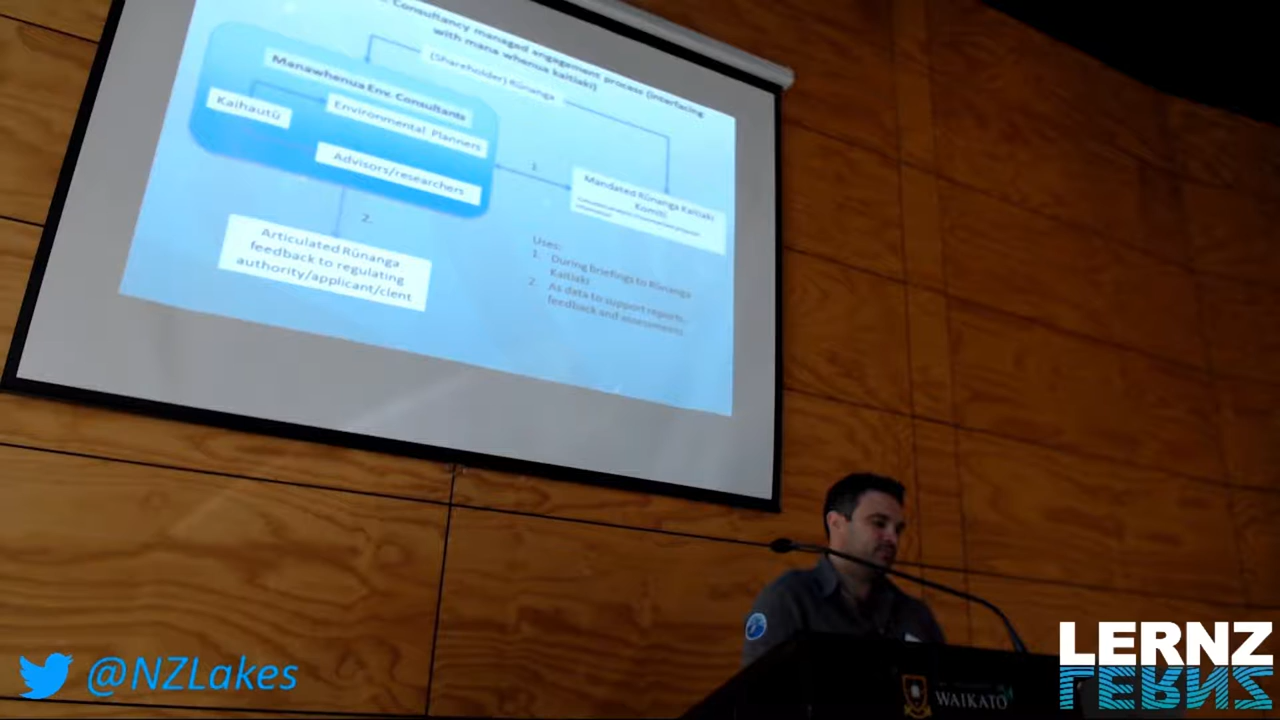 Consultancy managed engagement process (interfacing
with mana whenua kaitiaki)
(Shareholder) Rūnanga
Manawhenua Env. Consultants
Kaihautū
Environmental Planners
Advisors/researchers
1.
Mandated Rūnanga Kaitiaki
Komiti
2.
Articulated Rūnanga
feedback to regulating
authority/applicant/clent
Uses:
1. During briefings to Rūnanga
Kaitiaki
2. As data to support reports,
feedback and assessments
@NZLakes
WAIKATO
LERNZ
LERNZ